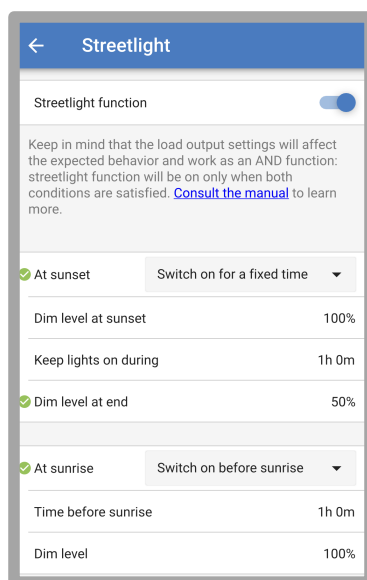 Streetlight
Streetlight function
Keep in mind that the load output settings will affect
the expected behavior and work as an AND function:
streetlight function will be on only when both
conditions are satisfied. Consult the manual to learn
more.
At sunset Switch on for a fixed time
Dim level at sunset 100%
Keep lights on during 1h 0m
Dim level at end 50%
At sunrise Switch on before sunrise
Time before sunrise 1h 0m
Dim level 100%